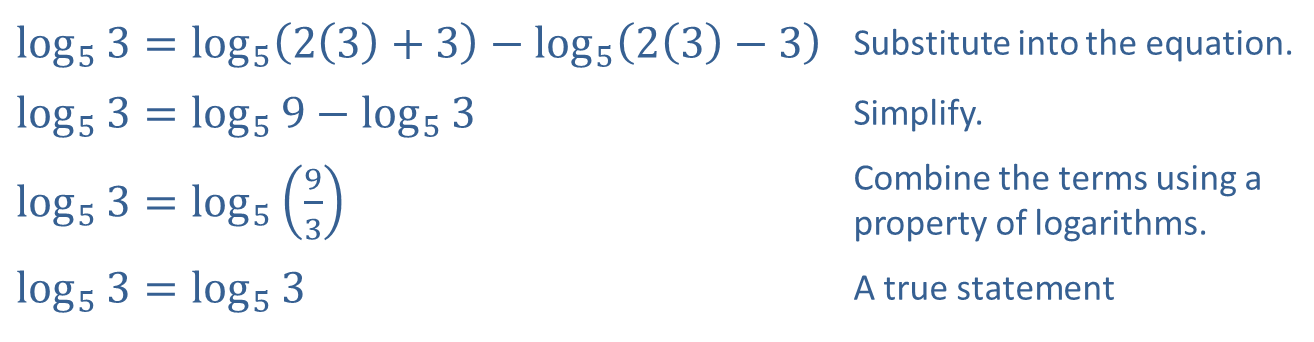 log₅ 3 = log₅(2(3) + 3) − log₅(2(3) − 3) Substitute into the equation.
log₅ 3 = log₅ 9 − log₅ 3 Simplify.
log₅ 3 = log₅ (9/3) Combine the terms using a
property of logarithms.
log₅ 3 = log₅ 3 A true statement